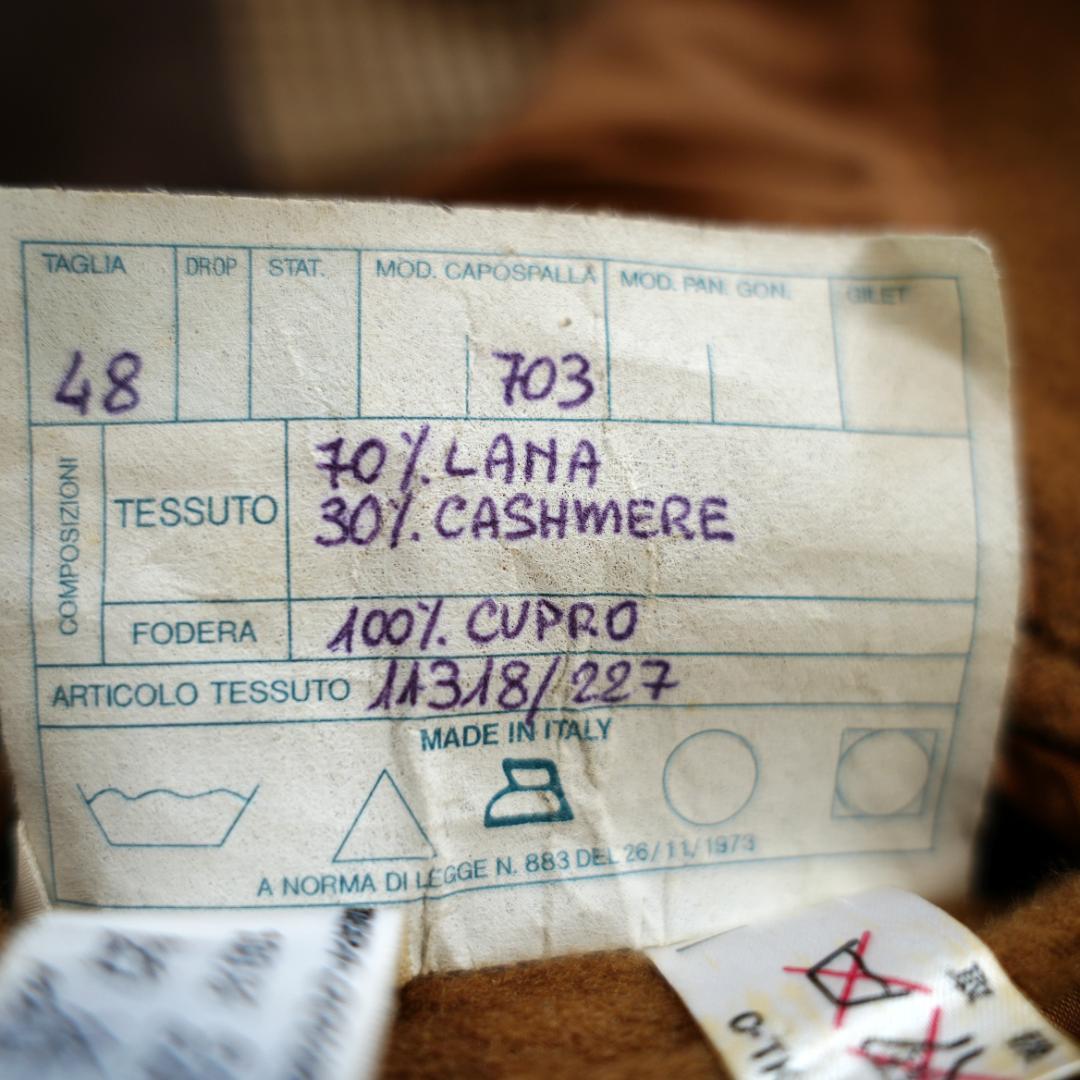 TAGLIA DROP STAT. MOD. CAPOSPALLA MOD. PAN. GON. GILET
48 703
COMPOSIZIONI
TESSUTO
70% LANA
30% CASHMERE
FODERA 100% CUPRO
ARTICOLO TESSUTO 11318/227
MADE IN ITALY
A NORMA DI LEGGE N. 883 DEL 26/11/1973